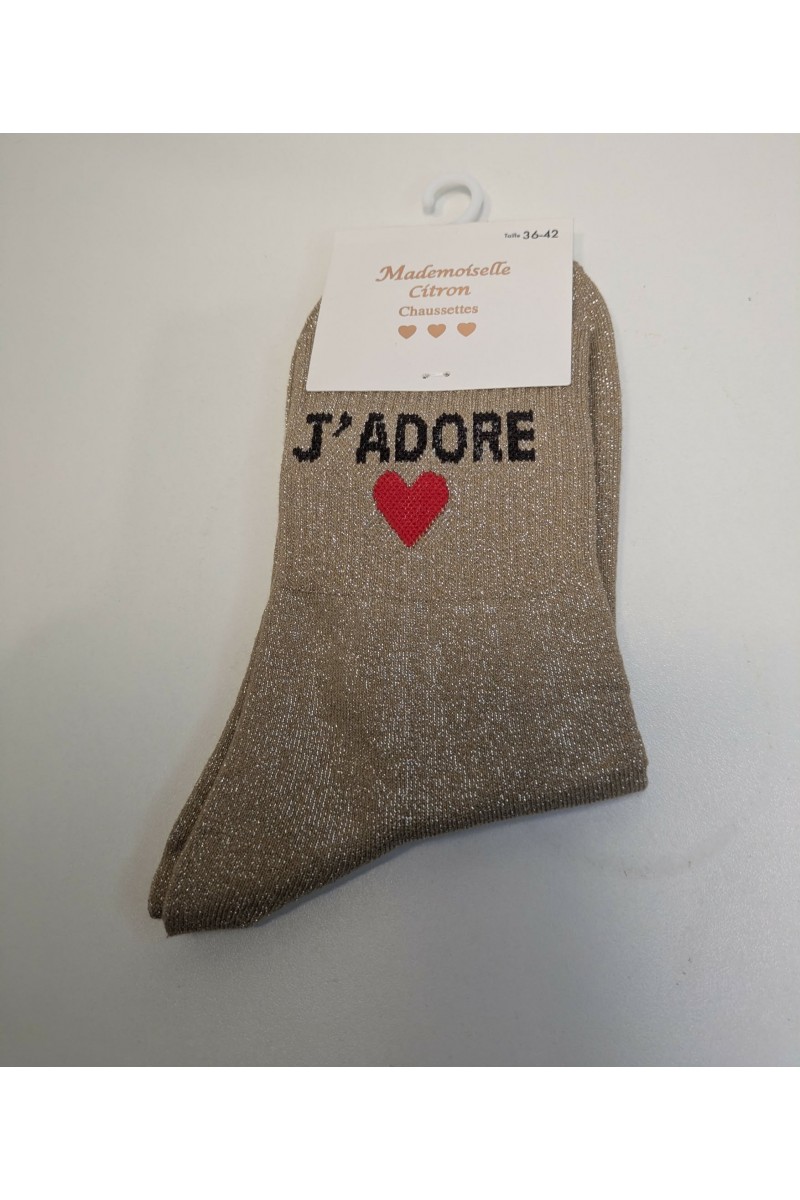 Taille 36-42
Mademoiselle
Citron
Chaussettes
J'ADORE